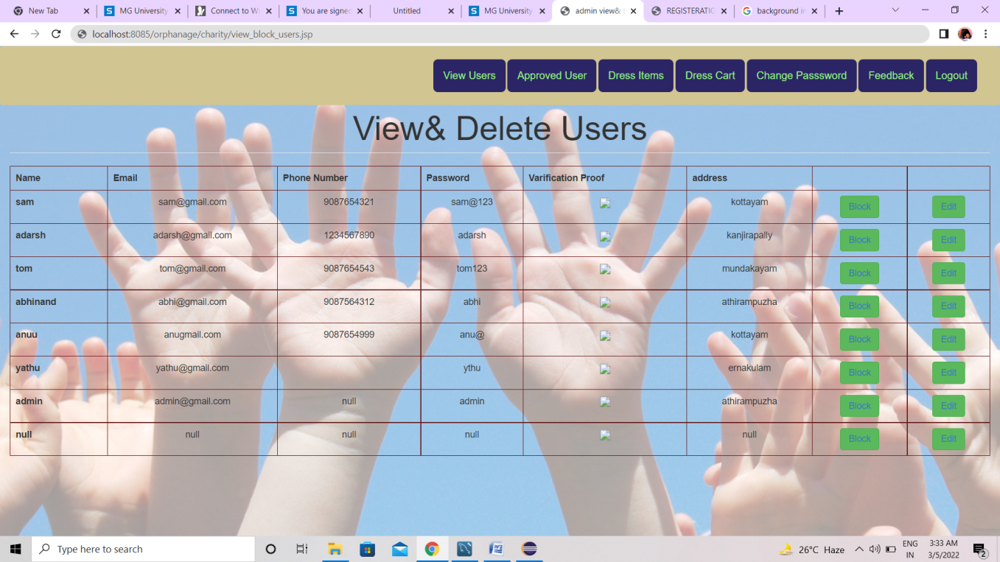 New Tab
MG University
Connect to Wi
You are signe
Untitled
MG University
admin view&
REGISTERATIO
background i
localhost:8085/orphanage/charity/view_block_users.jsp
View Users Approved User Dress Items Dress Cart Change Passsword Feedback Logout
View& Delete Users
Name Email Phone Number Password Varification Proof address
sam sam@gmail.com 9087654321 sam@123 kottayam Block Edit
adarsh adarsh@gmail.com 1234567890 adarsh kanjirapally Block Edit
tom tom@gmail.com 9087654543 tom123 mundakayam Block Edit
abhinand abhi@gmail.com 9087564312 abhi athirampuzha Block Edit
anuu anugmail.com 9087654999 anu@ kottayam Block Edit
yathu yathu@gmail.com ythu ernakulam Block Edit
admin admin@gmail.com null admin athirampuzha Block Edit
null null null null null Block Edit
Type here to search
26°C Haze
ENG
IN
3:33 AM
3/5/2022
2